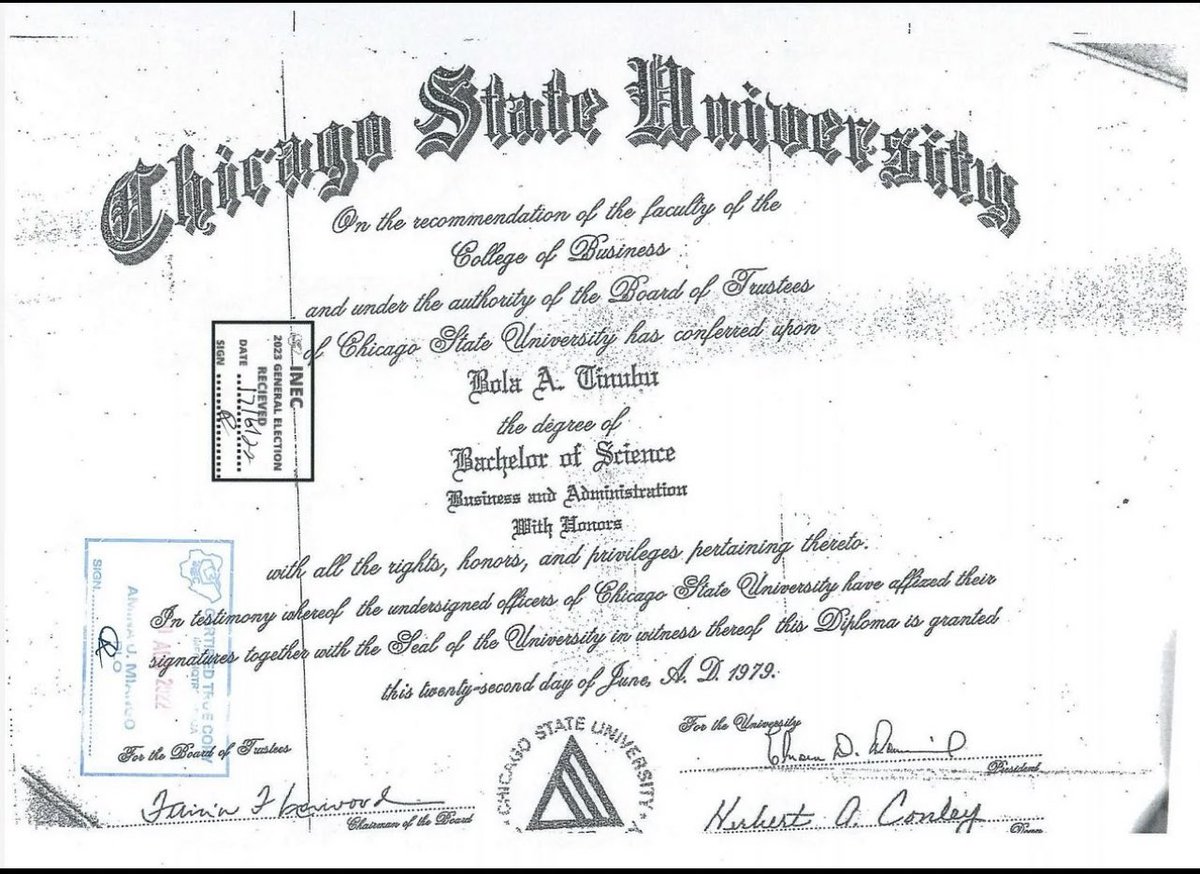 Chicago State University
On the recommendation of the faculty of the
College of Business
and under the authority of the Board of Trustees
of Chicago State University has conferred upon
Bola A. Tinubu
the degree of
Bachelor of Science
Business and Administration
With Honors
with all the rights, honors, and privileges pertaining thereto.
In testimony whereof the undersigned officers of Chicago State University have affixed their
signatures together with the Seal of the University in witness thereof this Diploma is granted
this twenty-second day of June, A. D. 1979.
INEC
2023 GENERAL ELECTION
RECIEVED
DATE 17/6/22
SIGN
CERTIFIED TRUE COPY
2022
SIGN
For the Board of Trustees
Chairman of the Board
CHICAGO STATE UNIVERSITY
For the University
President
Herbert A. Conley